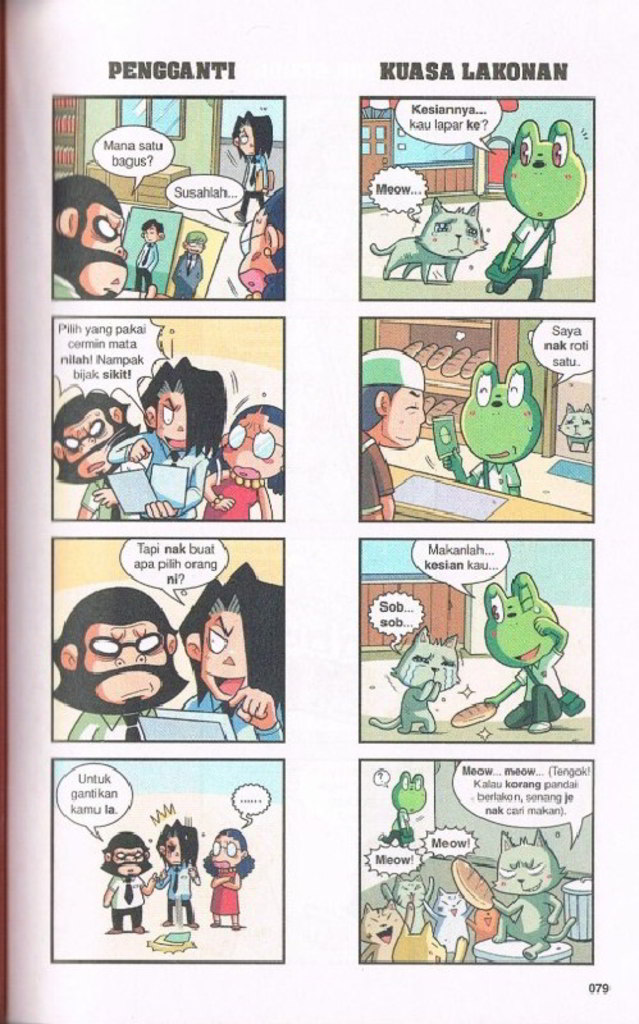 PENGGANTI
Mana satu
bagus?
Susahlah...
Pilih yang pakai
cermin mata
nilah! Nampak
bijak sikit!
Tapi nak buat
apa pilih orang
ni?
Untuk
gantikan
kamu la.
......
KUASA LAKONAN
Kesiannya...
kau lapar ke?
Meow...
Saya
nak roti
satu.
Makanlah...
kesian kau...
Sob...
sob...
Meow... meow... (Tengok!
Kalau korang pandai
berlakon, senang je
nak cari makan).
?
Meow!
Meow!
079